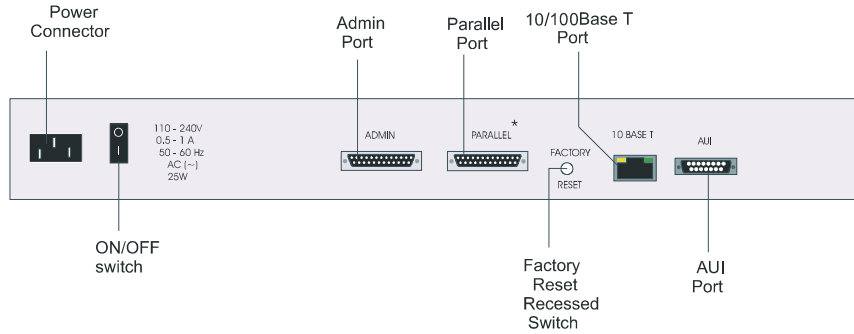 Power
Connector
Admin
Port
Parallel
Port
10/100Base T
Port
110 - 240V
0.5 - 1 A
50 - 60 Hz
AC (~)
25W
ADMIN
PARALLEL *
FACTORY
RESET
10 BASE T
AUI
ON/OFF
switch
Factory
Reset
Recessed
Switch
AUI
Port